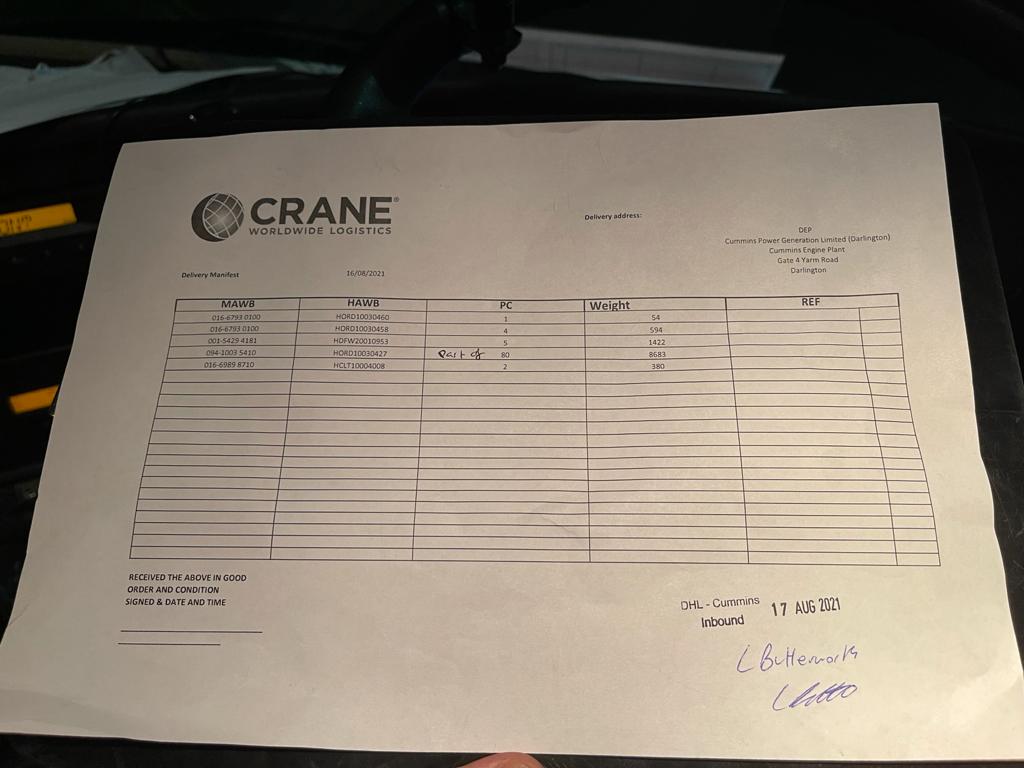 CRANE®
WORLDWIDE LOGISTICS
Delivery address:
DEP
Cummins Power Generation Limited (Darlington)
Cummins Engine Plant
Gate 4 Yarm Road
Darlington
Delivery Manifest 16/08/2021
MAWB HAWB PC Weight REF
016-6793 0100 HORD10030460 1 54
016-6793 0100 HORD10030458 4 594
001-5429 4181 HDFW20010953 5 1422
094-1003 5410 HORD10030427 Part of 80 8683
016-6989 8710 HCLT10004008 2 380
RECEIVED THE ABOVE IN GOOD
ORDER AND CONDITION
SIGNED & DATE AND TIME
DHL - Cummins 17 AUG 2021
Inbound
L Butterworth